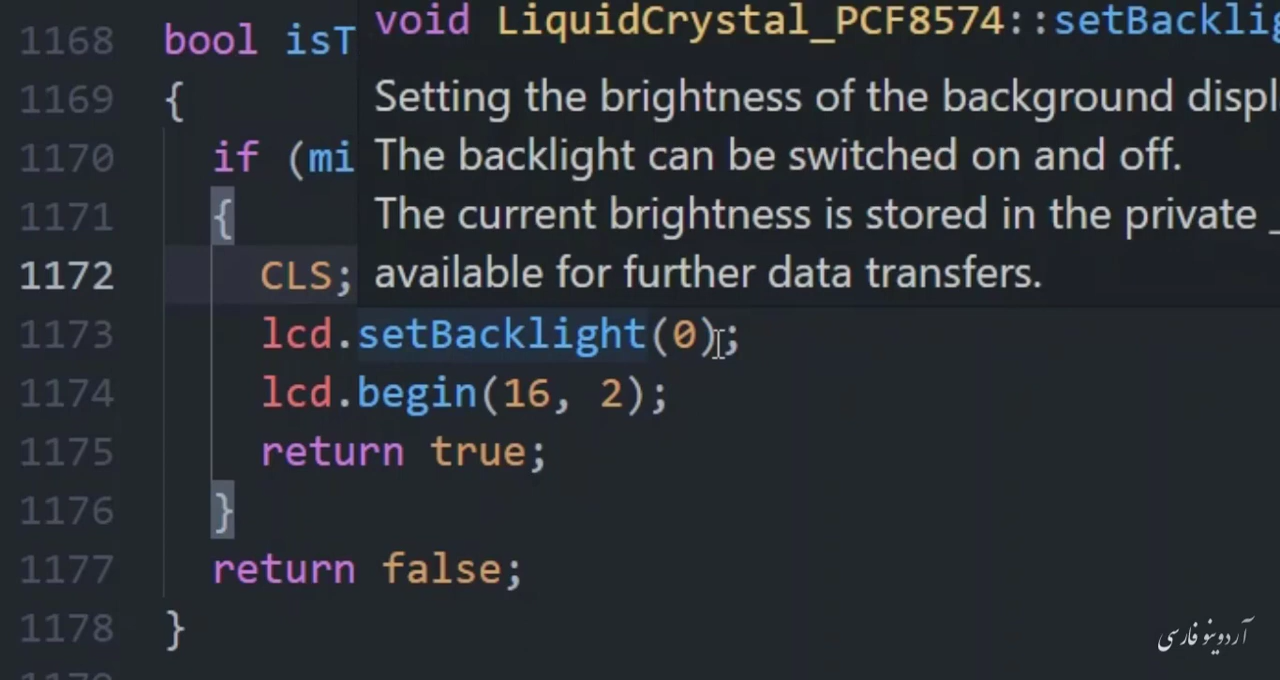 void LiquidCrystal_PCF8574::setBacklig
1168 bool isT
1169 {
Setting the brightness of the background displ
1170 if (mi
The backlight can be switched on and off.
1171 {
The current brightness is stored in the private _
1172 CLS;
available for further data transfers.
1173 lcd.setBacklight(0);
1174 lcd.begin(16, 2);
1175 return true;
1176 }
1177 return false;
1178 }
آردوینو فارسی